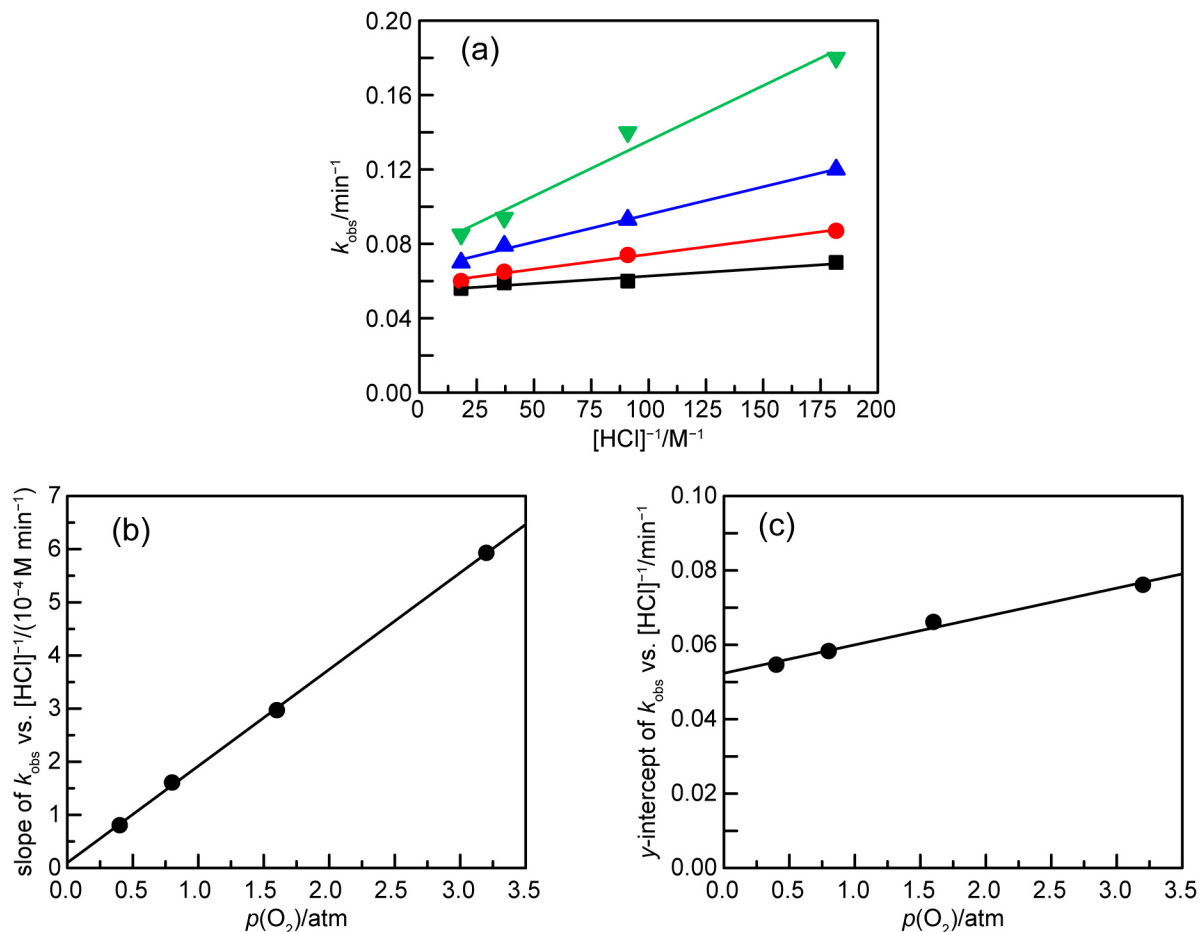 (a)
0.20
0.16
0.12
0.08
0.04
0.00
k_obs/min⁻¹
0 25 50 75 100 125 150 175 200
[HCl]⁻¹/M⁻¹
(b)
7
6
5
4
3
2
1
0
slope of k_obs vs. [HCl]⁻¹/(10⁻⁴ M min⁻¹)
0.0 0.5 1.0 1.5 2.0 2.5 3.0 3.5
p(O₂)/atm
(c)
0.10
0.08
0.06
0.04
0.02
0.00
y-intercept of k_obs vs. [HCl]⁻¹/min⁻¹
0.0 0.5 1.0 1.5 2.0 2.5 3.0 3.5
p(O₂)/atm